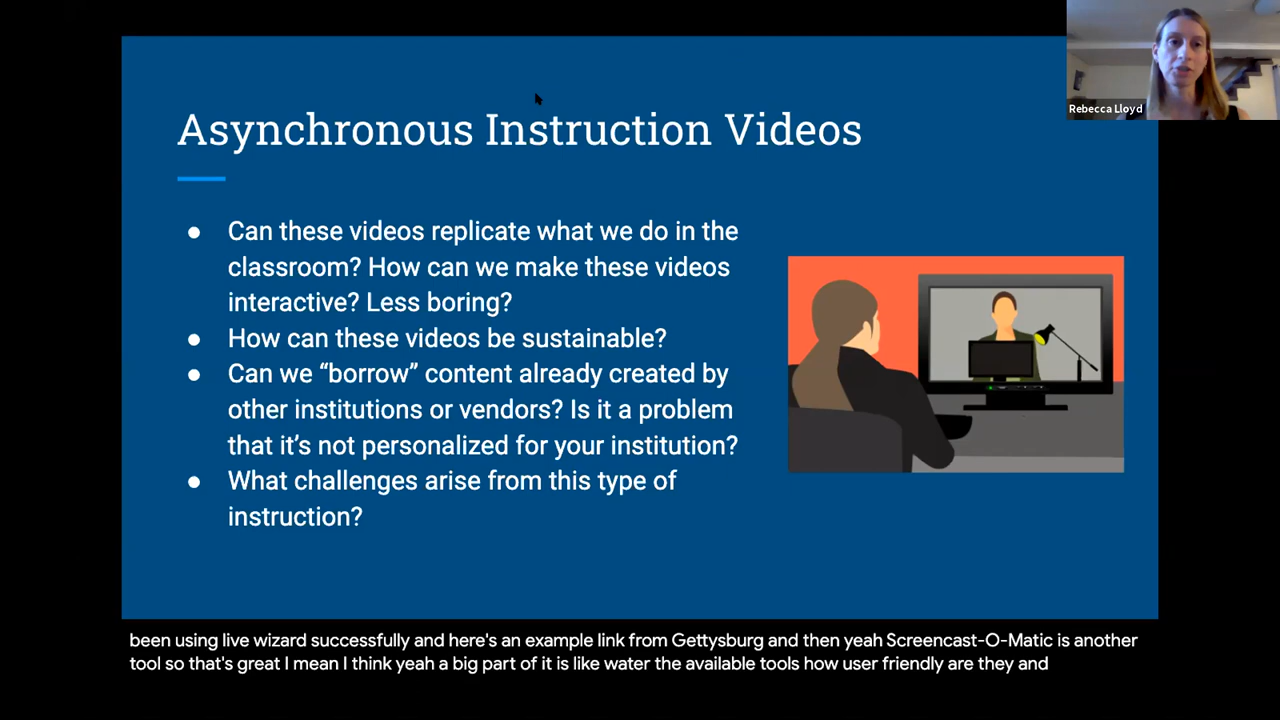 Rebecca Lloyd
Asynchronous Instruction Videos
● Can these videos replicate what we do in the
classroom? How can we make these videos
interactive? Less boring?
● How can these videos be sustainable?
● Can we “borrow” content already created by
other institutions or vendors? Is it a problem
that it’s not personalized for your institution?
● What challenges arise from this type of
instruction?
been using live wizard successfully and here's an example link from Gettysburg and then yeah Screencast-O-Matic is another
tool so that's great I mean I think yeah a big part of it is like water the available tools how user friendly are they and